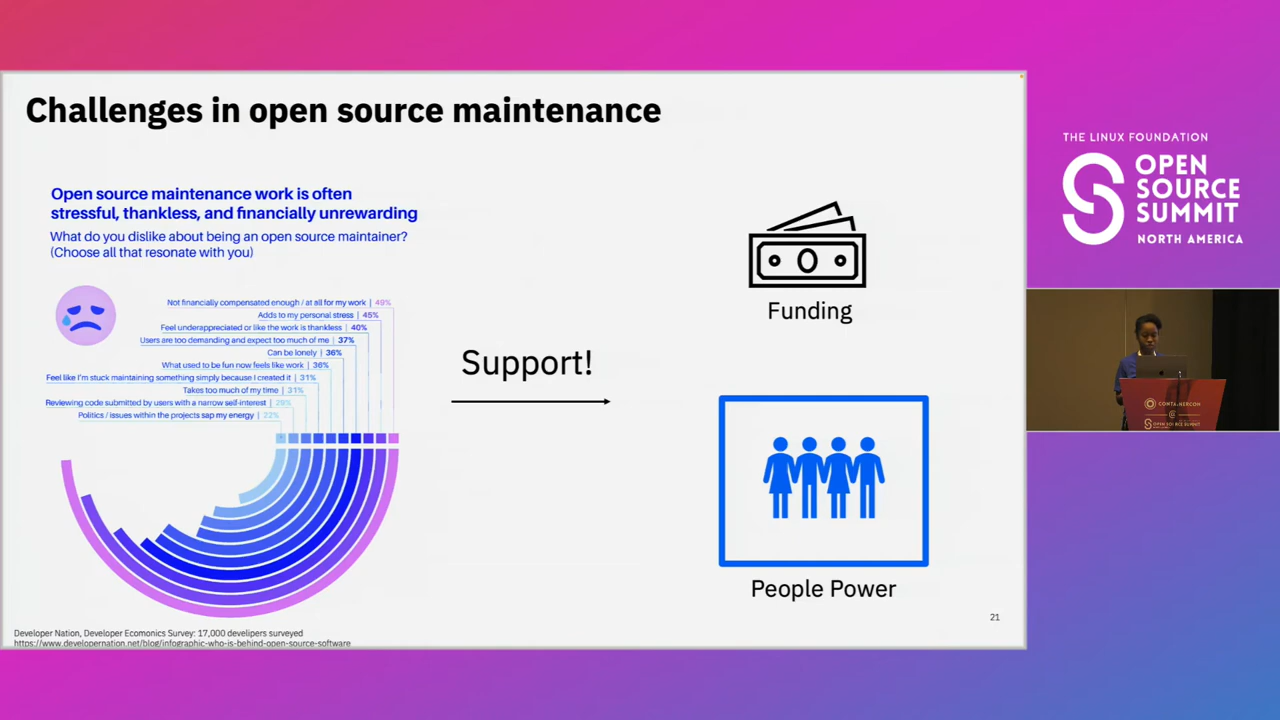 Challenges in open source maintenance
Open source maintenance work is often
stressful, thankless, and financially unrewarding
What do you dislike about being an open source maintainer?
(Choose all that resonate with you)
Not financially compensated enough / at all for my work | 49%
Adds to my personal stress | 45%
Feel underappreciated or like the work is thankless | 40%
Users are too demanding and expect too much of me | 37%
Can be lonely | 36%
What used to be fun now feels like work | 36%
Feel like I'm stuck maintaining something simply because I created it | 31%
Takes too much of my time | 31%
Reviewing code submitted by users with a narrow self-interest | 28%
Politics / issues within the projects sap my energy | 22%
Support!
Funding
People Power
21
Developer Nation, Developer Ecomonics Survey: 17,000 develipers surveyed
https://www.developernation.net/blog/infographic-who-is-behind-open-source-software
THE LINUX FOUNDATION
OPEN
SOURCE
SUMMIT
NORTH AMERICA
CONTAINERCON
@
OPEN SOURCE SUMMIT